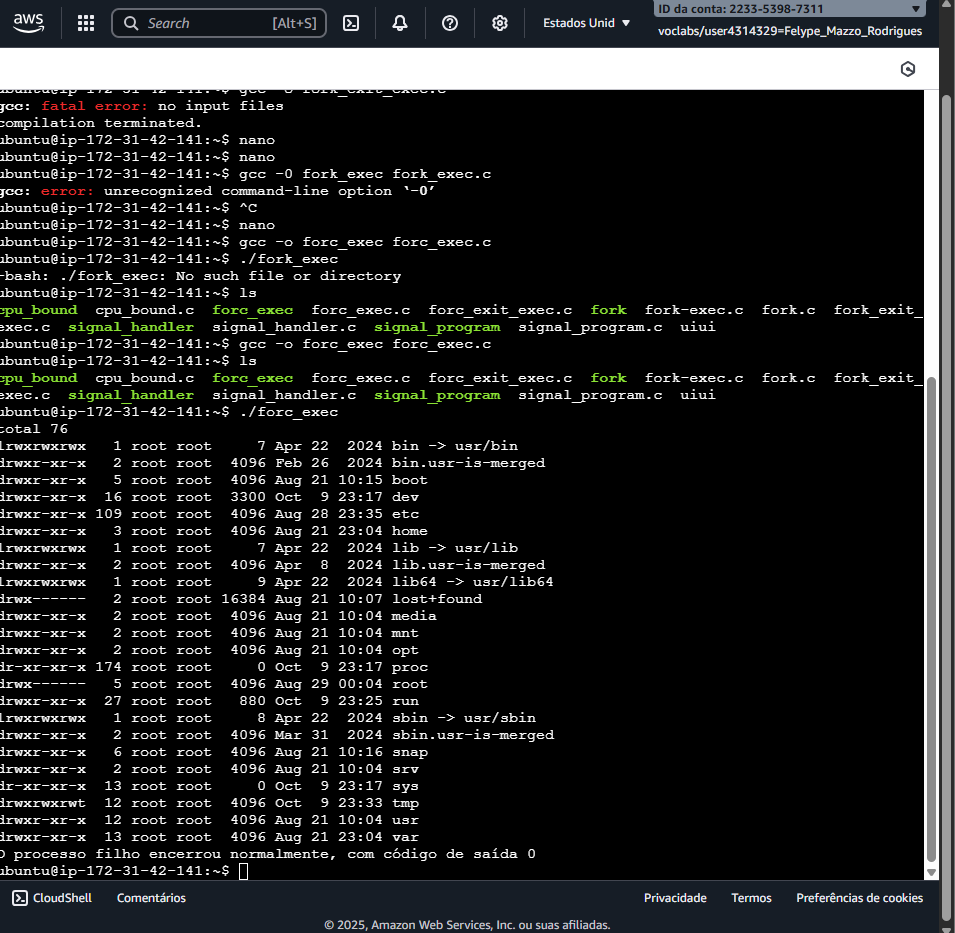 aws
Search [Alt+S]
Estados Unid
ID da conta: 2233-5398-7311
voclabs/user4314329=Felype_Mazzo_Rodrigues
ubuntu@ip-172-31-42-141:~$ gcc -o fork_exit_exec.c
gcc: fatal error: no input files
compilation terminated.
ubuntu@ip-172-31-42-141:~$ nano
ubuntu@ip-172-31-42-141:~$ nano
ubuntu@ip-172-31-42-141:~$ gcc -0 fork_exec fork_exec.c
gcc: error: unrecognized command-line option ‘-0’
ubuntu@ip-172-31-42-141:~$ ^C
ubuntu@ip-172-31-42-141:~$ nano
ubuntu@ip-172-31-42-141:~$ gcc -o forc_exec forc_exec.c
ubuntu@ip-172-31-42-141:~$ ./fork_exec
-bash: ./fork_exec: No such file or directory
ubuntu@ip-172-31-42-141:~$ ls
cpu_bound cpu_bound.c forc_exec forc_exec.c forc_exit_exec.c fork fork-exec.c fork.c fork_exit_
exec.c signal_handler signal_handler.c signal_program signal_program.c uiui
ubuntu@ip-172-31-42-141:~$ gcc -o forc_exec forc_exec.c
ubuntu@ip-172-31-42-141:~$ ls
cpu_bound cpu_bound.c forc_exec forc_exec.c forc_exit_exec.c fork fork-exec.c fork.c fork_exit_
exec.c signal_handler signal_handler.c signal_program signal_program.c uiui
ubuntu@ip-172-31-42-141:~$ ./forc_exec
total 76
lrwxrwxrwx 1 root root 7 Apr 22 2024 bin -> usr/bin
drwxr-xr-x 2 root root 4096 Feb 26 2024 bin.usr-is-merged
drwxr-xr-x 5 root root 4096 Aug 21 10:15 boot
drwxr-xr-x 16 root root 3300 Oct 9 23:17 dev
drwxr-xr-x 109 root root 4096 Aug 28 23:35 etc
drwxr-xr-x 3 root root 4096 Aug 21 23:04 home
lrwxrwxrwx 1 root root 7 Apr 22 2024 lib -> usr/lib
drwxr-xr-x 2 root root 4096 Apr 8 2024 lib.usr-is-merged
lrwxrwxrwx 1 root root 9 Apr 22 2024 lib64 -> usr/lib64
drwx------ 2 root root 16384 Aug 21 10:07 lost+found
drwxr-xr-x 2 root root 4096 Aug 21 10:04 media
drwxr-xr-x 2 root root 4096 Aug 21 10:04 mnt
drwxr-xr-x 2 root root 4096 Aug 21 10:04 opt
dr-xr-xr-x 174 root root 0 Oct 9 23:17 proc
drwx------ 5 root root 4096 Aug 29 00:04 root
drwxr-xr-x 27 root root 880 Oct 9 23:25 run
lrwxrwxrwx 1 root root 8 Apr 22 2024 sbin -> usr/sbin
drwxr-xr-x 2 root root 4096 Mar 31 2024 sbin.usr-is-merged
drwxr-xr-x 6 root root 4096 Aug 21 10:16 snap
drwxr-xr-x 2 root root 4096 Aug 21 10:04 srv
dr-xr-xr-x 13 root root 0 Oct 9 23:17 sys
drwxrwxrwt 12 root root 4096 Oct 9 23:33 tmp
drwxr-xr-x 12 root root 4096 Aug 21 10:04 usr
drwxr-xr-x 13 root root 4096 Aug 21 23:04 var
O processo filho encerrou normalmente, com código de saída 0
ubuntu@ip-172-31-42-141:~$
CloudShell Comentários Privacidade Termos Preferências de cookies
© 2025, Amazon Web Services, Inc. ou suas afiliadas.